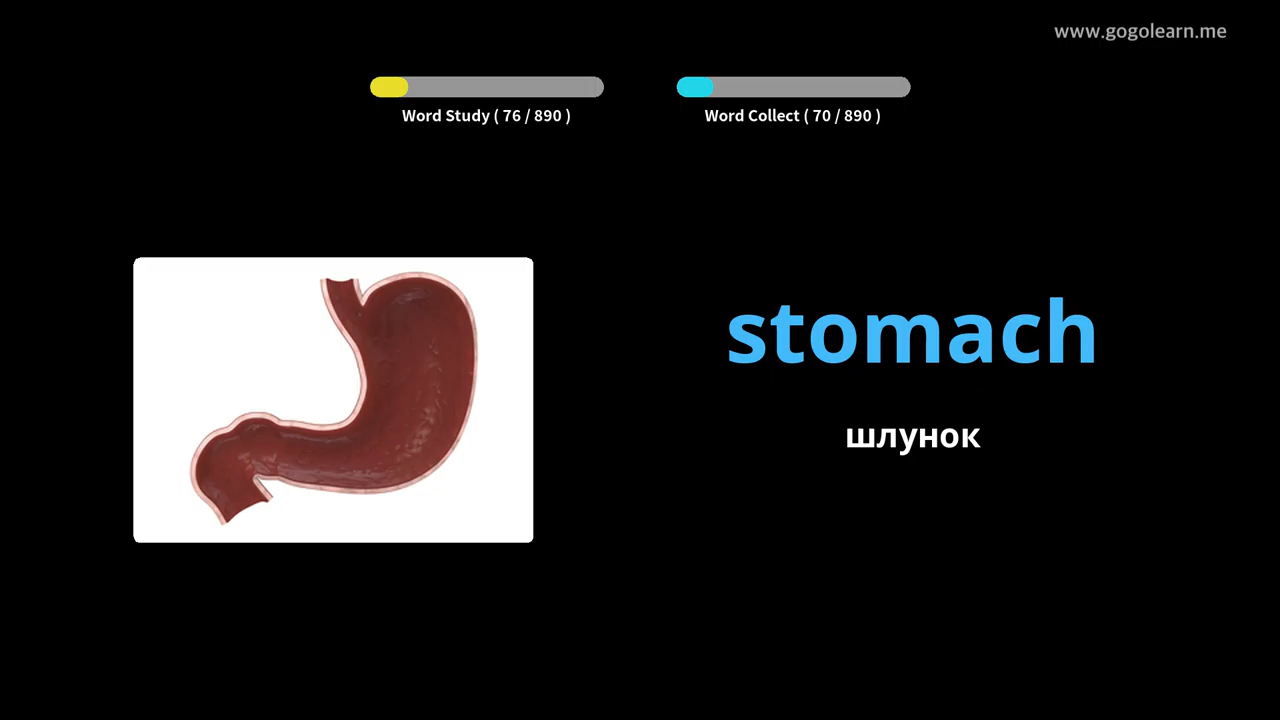 www.gogolearn.me
Word Study ( 76 / 890 )
Word Collect ( 70 / 890 )
stomach
шлунок